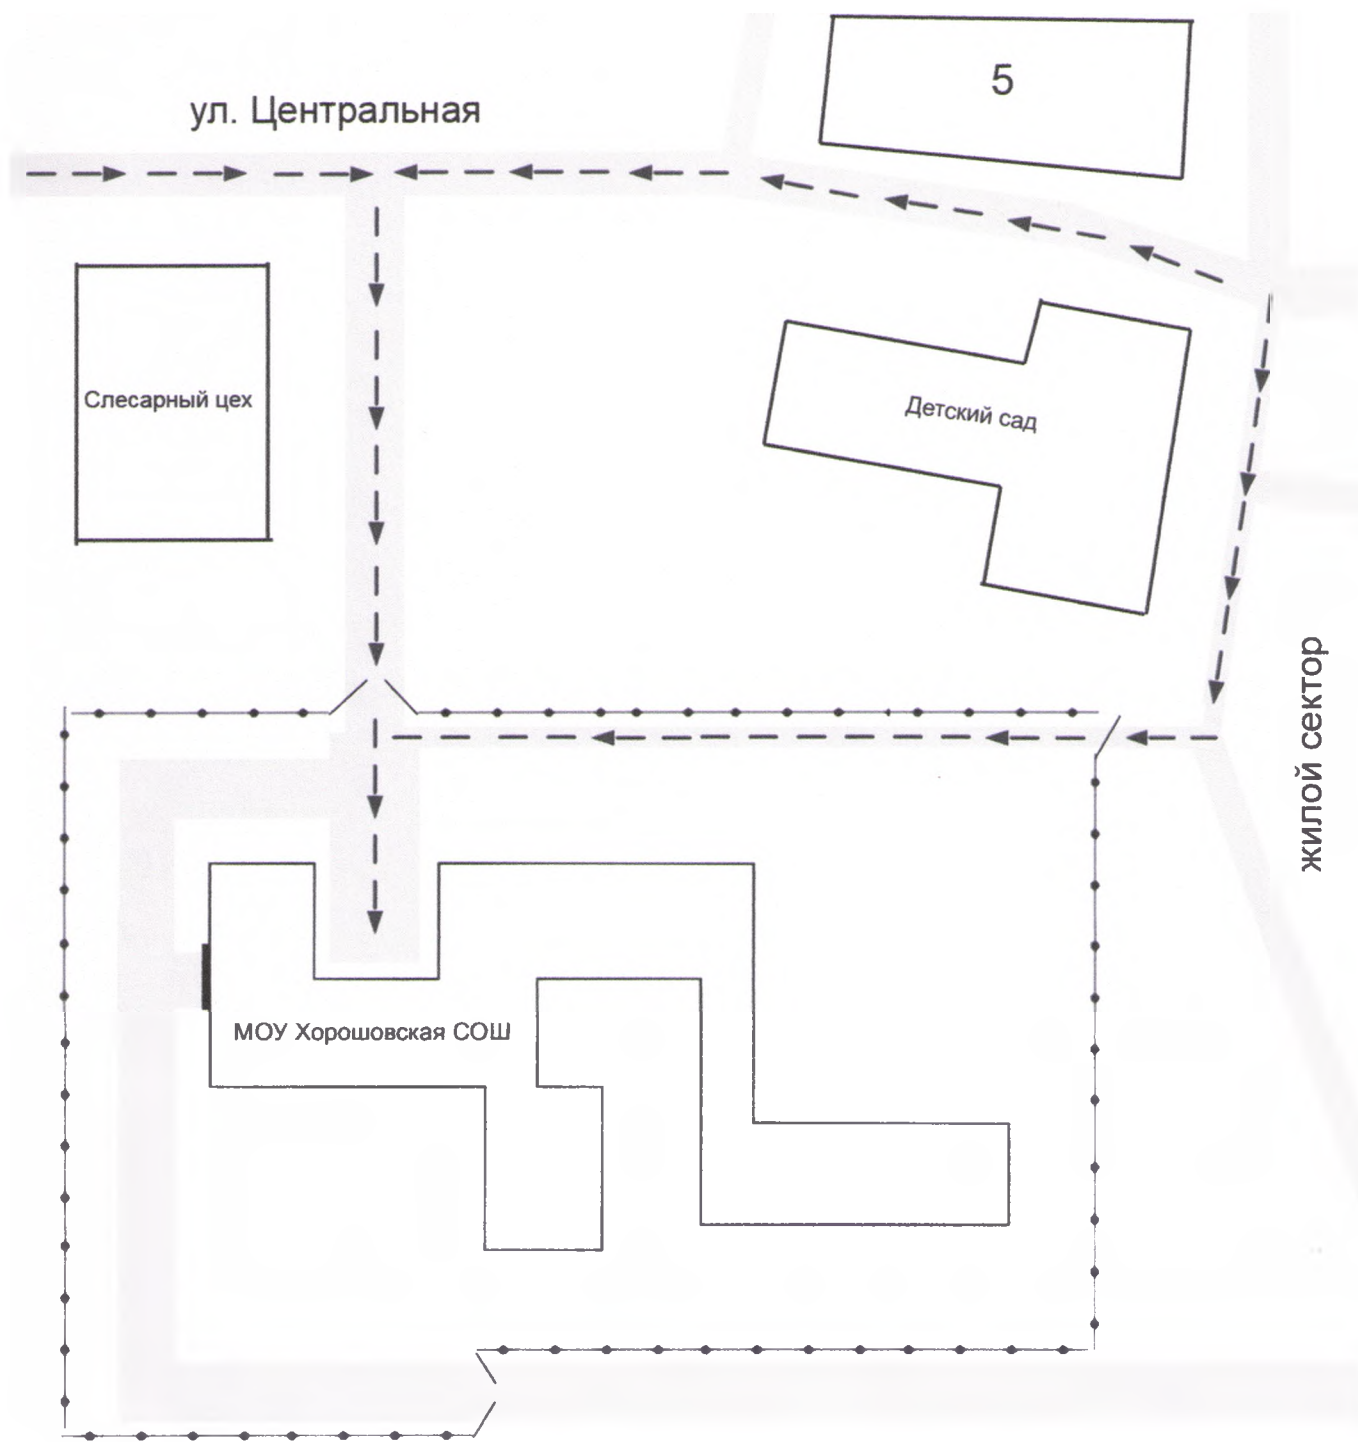 5
ул. Центральная
Слесарный цех
Детский сад
жилой сектор
МОУ Хорошовская СОШ